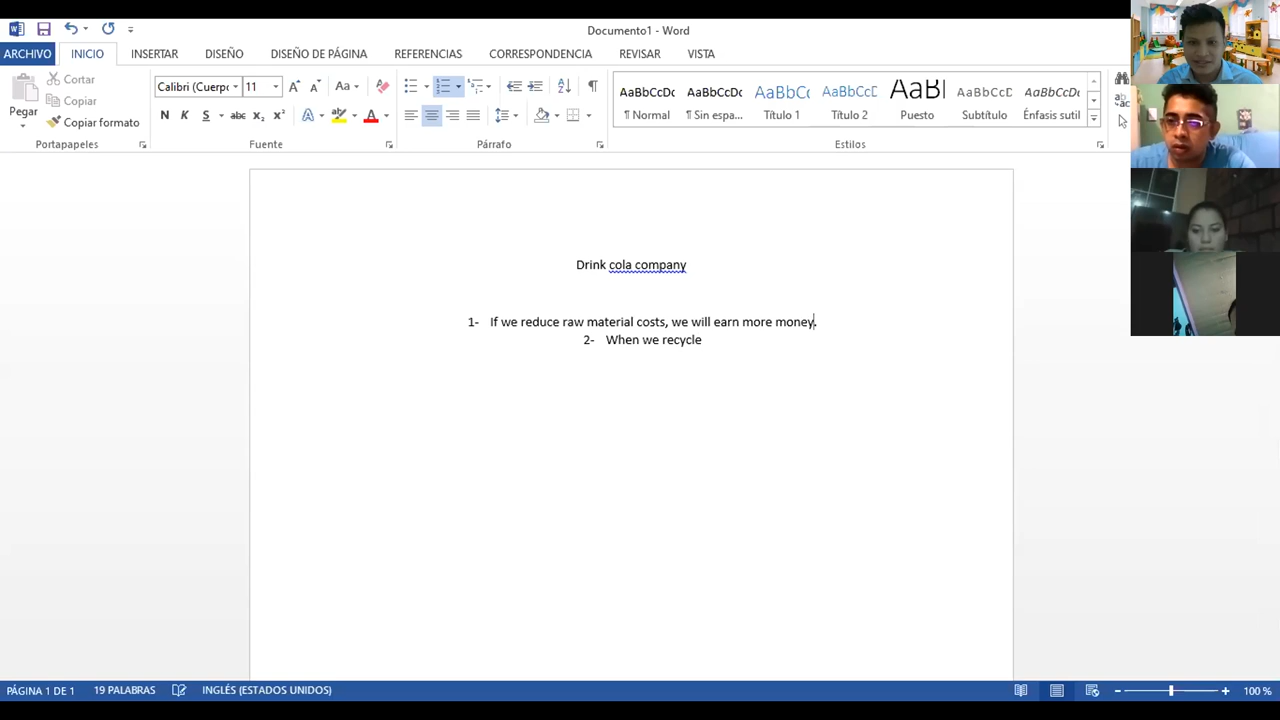 Documento1 - Word
ARCHIVO INICIO INSERTAR DISEÑO DISEÑO DE PÁGINA REFERENCIAS CORRESPONDENCIA REVISAR VISTA
Pegar
Cortar
Copiar
Copiar formato
Portapapeles
Calibri (Cuerpo 11
Fuente
Párrafo
AaBbCcDc AaBbCcDc AaBbCc AaBbCcD AaBl AaBbCcD AaBbCcDc
¶ Normal ¶ Sin espa... Título 1 Título 2 Puesto Subtítulo Énfasis sutil
Estilos
Drink cola company
1- If we reduce raw material costs, we will earn more money.
2- When we recycle
PÁGINA 1 DE 1 19 PALABRAS INGLÉS (ESTADOS UNIDOS) 100 %